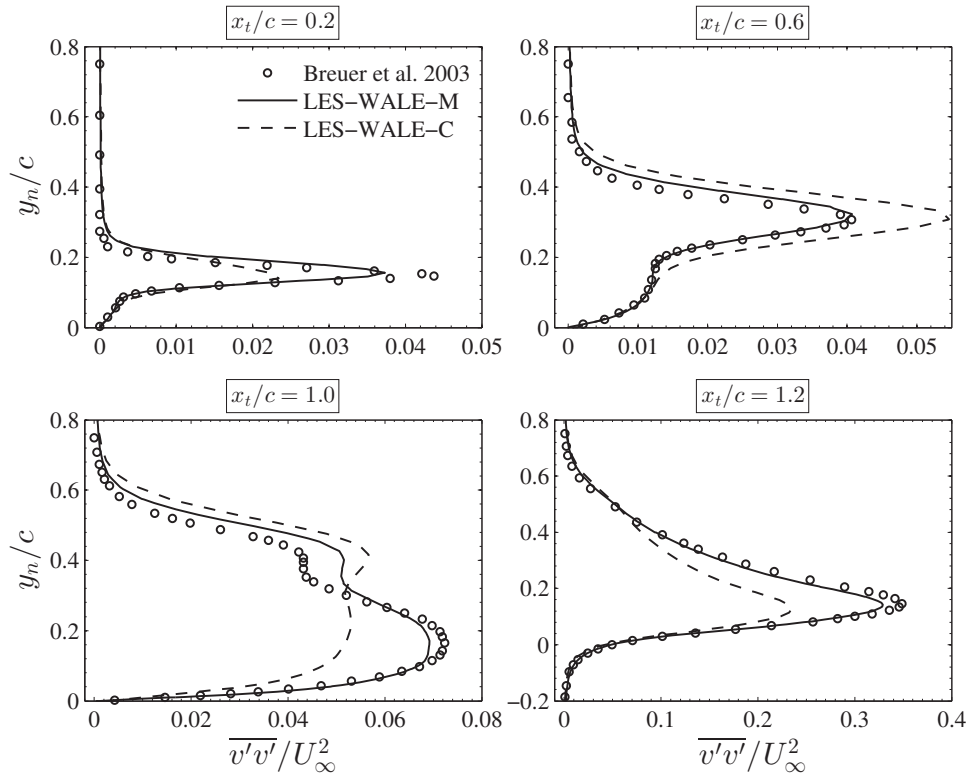 x_t/c = 0.2
x_t/c = 0.6
0.8
0.6
0.4
0.2
0
y_n/c
Breuer et al. 2003
LES−WALE−M
LES−WALE−C
0 0.01 0.02 0.03 0.04 0.05
0.8
0.6
0.4
0.2
0
0 0.01 0.02 0.03 0.04 0.05
x_t/c = 1.0
x_t/c = 1.2
0.8
0.6
0.4
0.2
0
y_n/c
0 0.02 0.04 0.06 0.08
\overline{v'v'}/U_∞^2
0.8
0.6
0.4
0.2
0
−0.2
0 0.1 0.2 0.3 0.4
\overline{v'v'}/U_∞^2